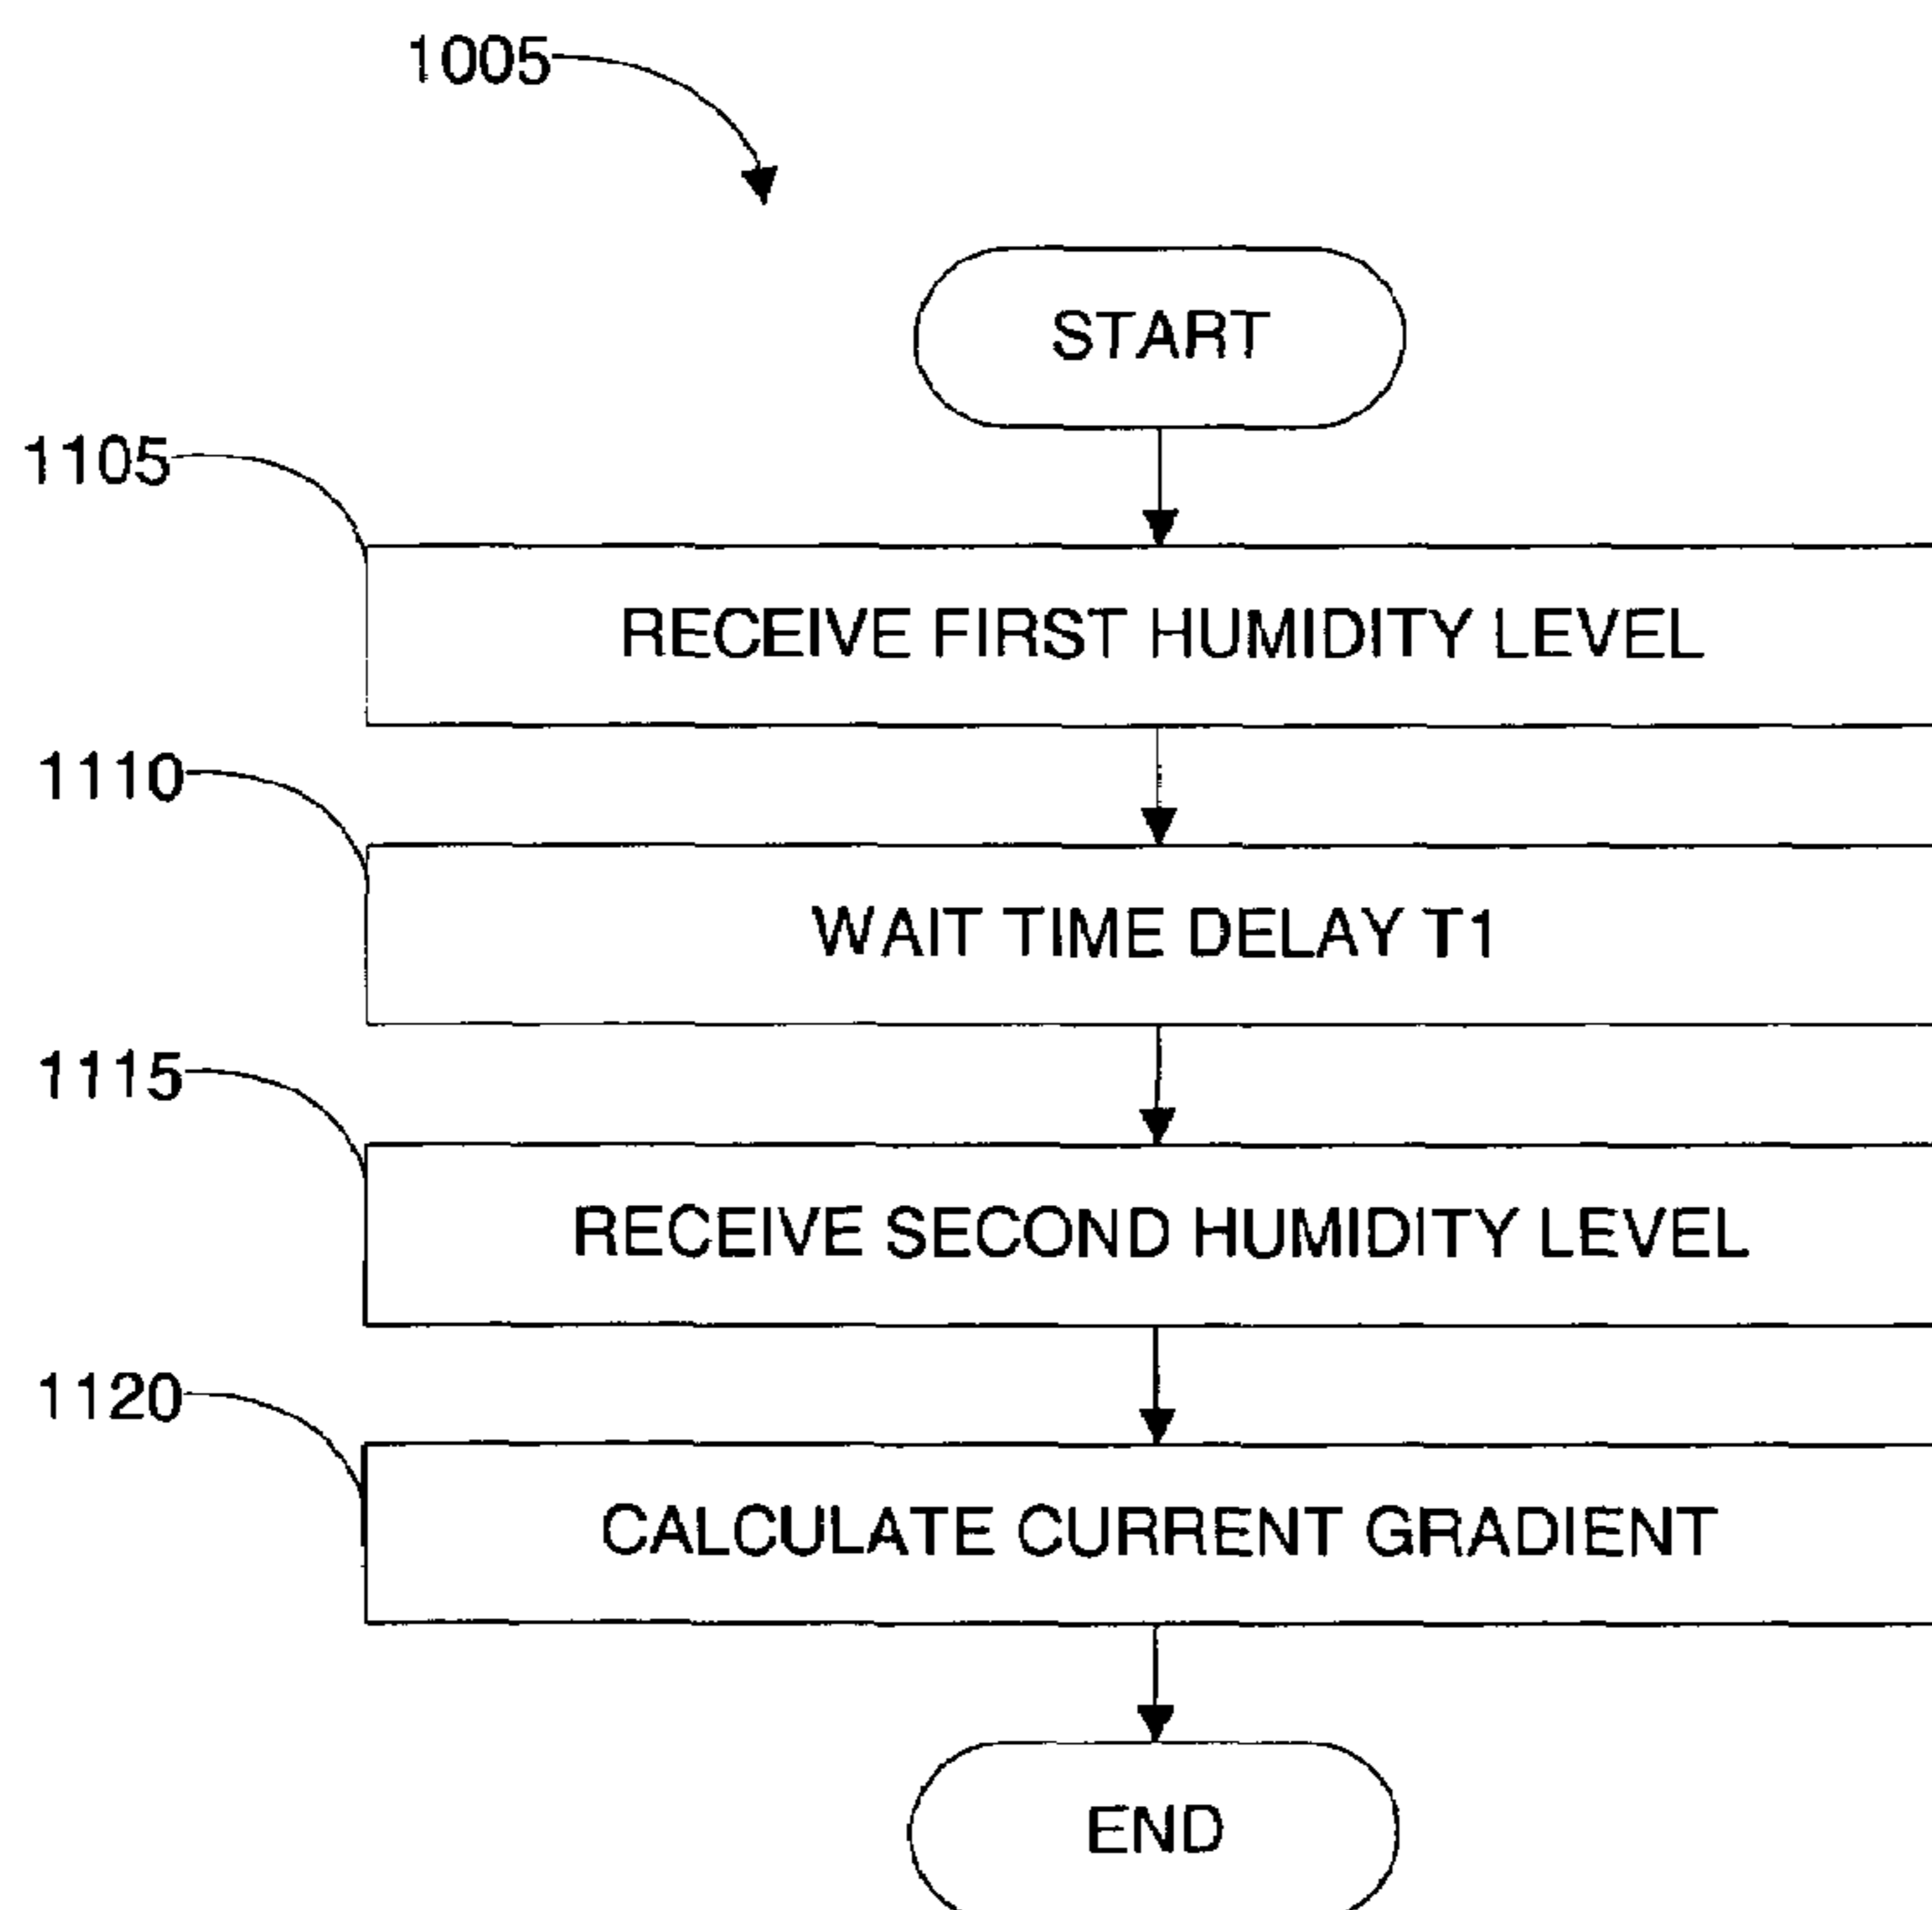 1005
START
1105
RECEIVE FIRST HUMIDITY LEVEL
1110
WAIT TIME DELAY T1
1115
RECEIVE SECOND HUMIDITY LEVEL
1120
CALCULATE CURRENT GRADIENT
END